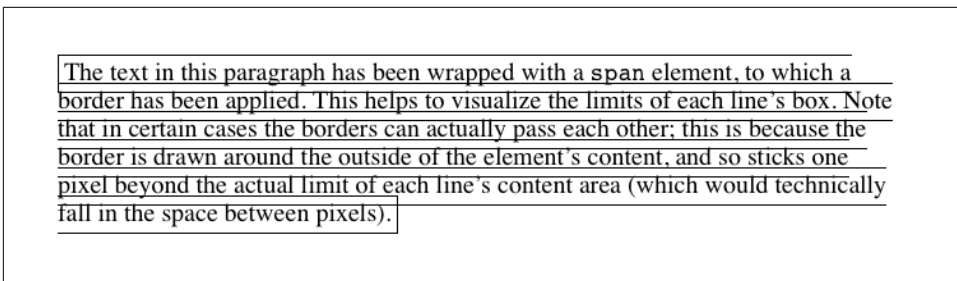 The text in this paragraph has been wrapped with a span element, to which a
border has been applied. This helps to visualize the limits of each line's box. Note
that in certain cases the borders can actually pass each other; this is because the
border is drawn around the outside of the element's content, and so sticks one
pixel beyond the actual limit of each line's content area (which would technically
fall in the space between pixels).